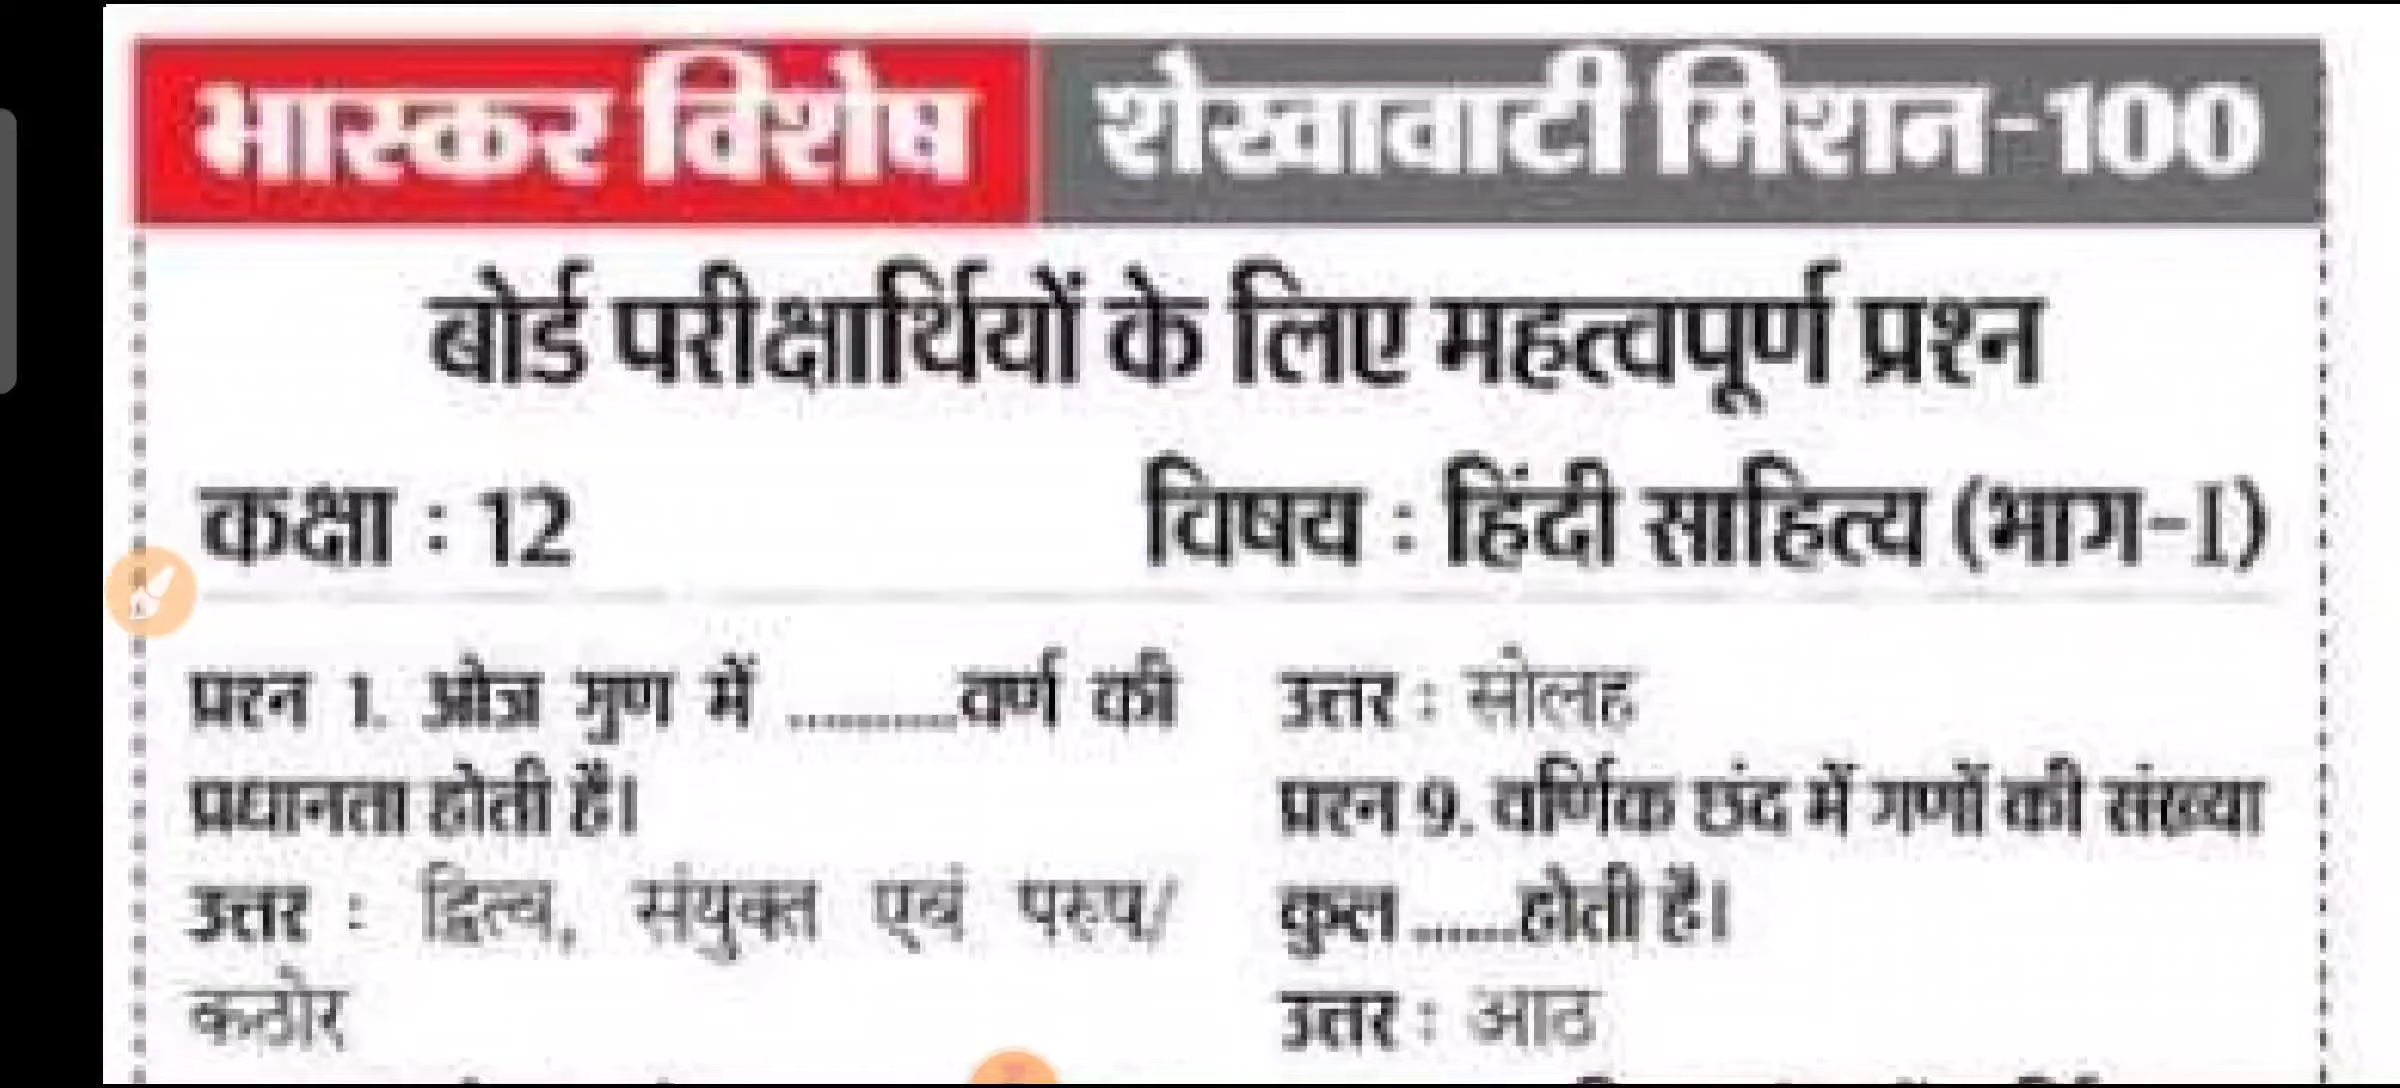 भास्कर विशेष शेखावाटी मिशन-100
बोर्ड परीक्षार्थियों के लिए महत्वपूर्ण प्रश्न
कक्षा : 12 विषय : हिंदी साहित्य (भाग-I)
प्रश्न 1. ओज गुण में ..........वर्ण की
प्रधानता होती है।
उत्तर : द्वित्व, संयुक्त एवं परुष/
कठोर
उत्तर : सोलह
प्रश्न 9. वर्णिक छंद में गणों की संख्या
कुल ......होती है।
उत्तर : आठ